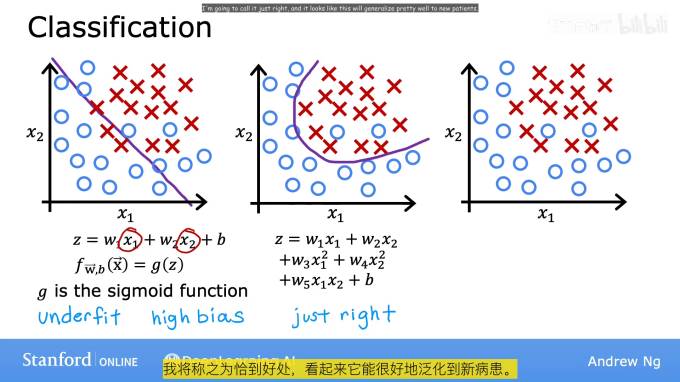 I'm going to call it just right, and it looks like this will generalize pretty well to new patients.
bilibili
Classification
x₂
x₁
x₂
x₁
x₂
x₁
z = w₁x₁ + w₂x₂ + b
f_{w⃗,b}(x⃗) = g(z)
g is the sigmoid function
underfit high bias
z = w₁x₁ + w₂x₂
+w₃x₁² + w₄x₂²
+w₅x₁x₂ + b
just right
Stanford ONLINE
Andrew Ng
我将称之为恰到好处，看起来它能很好地泛化到新病患。